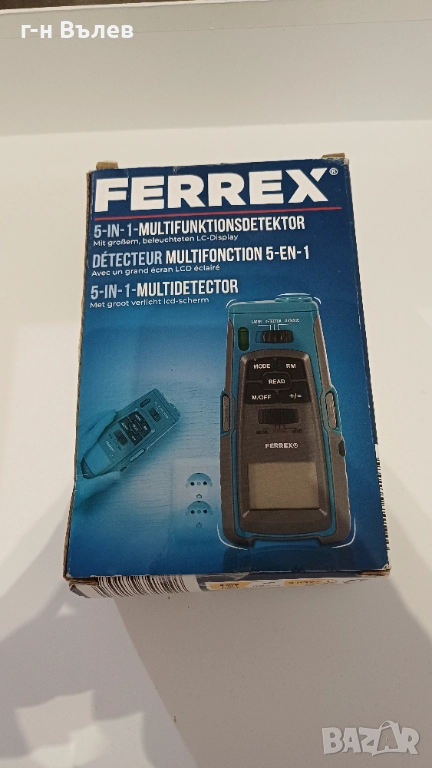 г-н Вълев
FERREX®
5-IN-1-MULTIFUNKTIONSDETEKTOR
Mit großem, beleuchteten LC-Display
DÉTECTEUR MULTIFONCTION 5-EN-1
Avec un grand écran LCD éclairé
5-IN-1-MULTIDETECTOR
Met groot verlicht lcd-scherm
MODE RM
READ
M/OFF +/=
FERREX®
BAZAR